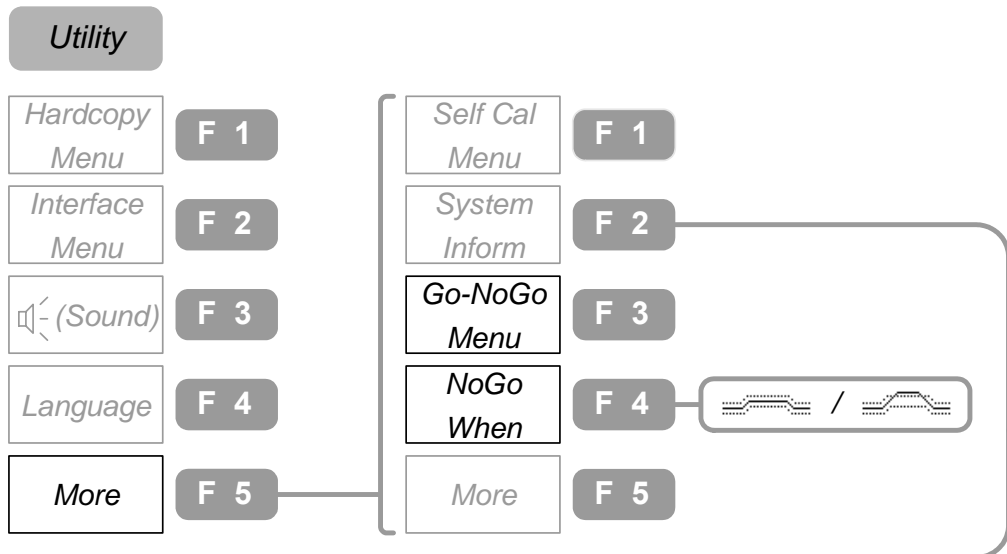 Utility
Hardcopy
Menu
F 1
Interface
Menu
F 2
(Sound)
F 3
Language
F 4
More
F 5
Self Cal
Menu
F 1
System
Inform
F 2
Go-NoGo
Menu
F 3
NoGo
When
F 4
/
More
F 5